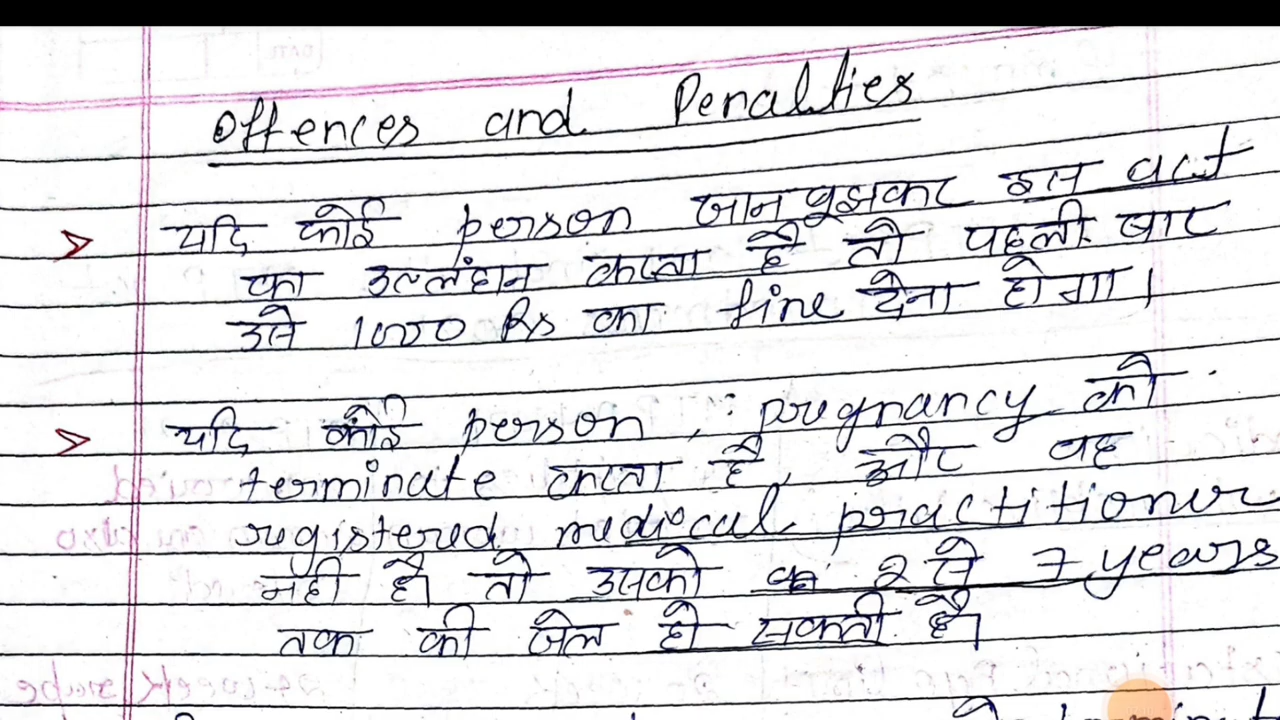 Offences and Penalties
> यदि कोई person जानबूझकर इस act
का उल्लंघन करता है तो पहली बार
उसे 1000 Rs का fine देना होगा।
> यदि कोई person, pregnancy को
terminate करता है, और वह
registered medical practitioner
नही है। तो उसको 2 से 7 years
तक की जेल हो सकती है।